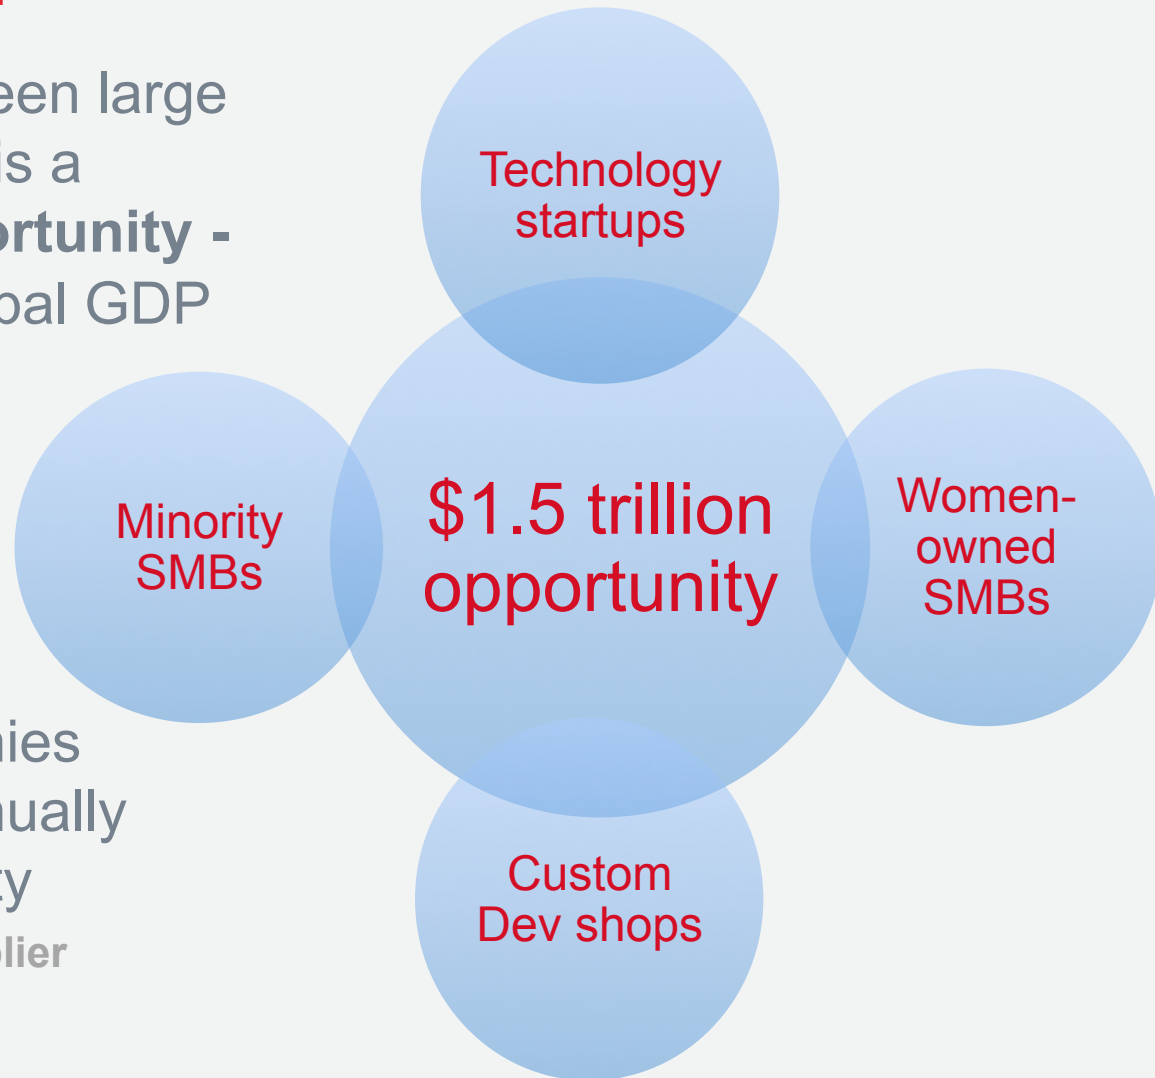 een large
is a
ortunity -
bal GDP
Technology
startups
Minority
SMBs
$1.5 trillion
opportunity
Women-
owned
SMBs
nies
nually
ty
plier
Custom
Dev shops